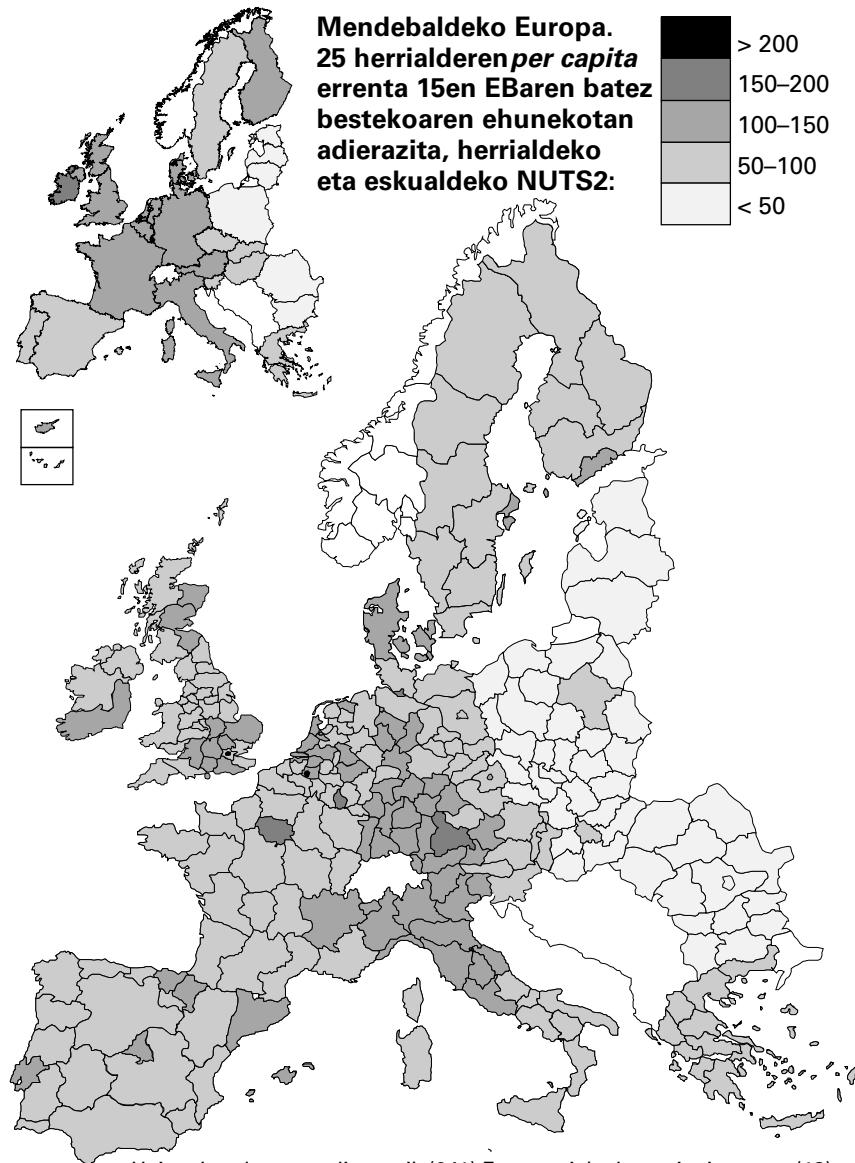 Mendebaldeko Europa.
25 herrialderen per capita
errenta 15en EBaren batez
bestekoaren ehunekotan
adierazita, herrialdeko
eta eskualdeko NUTS2:
> 200
150–200
100–150
50–100
< 50